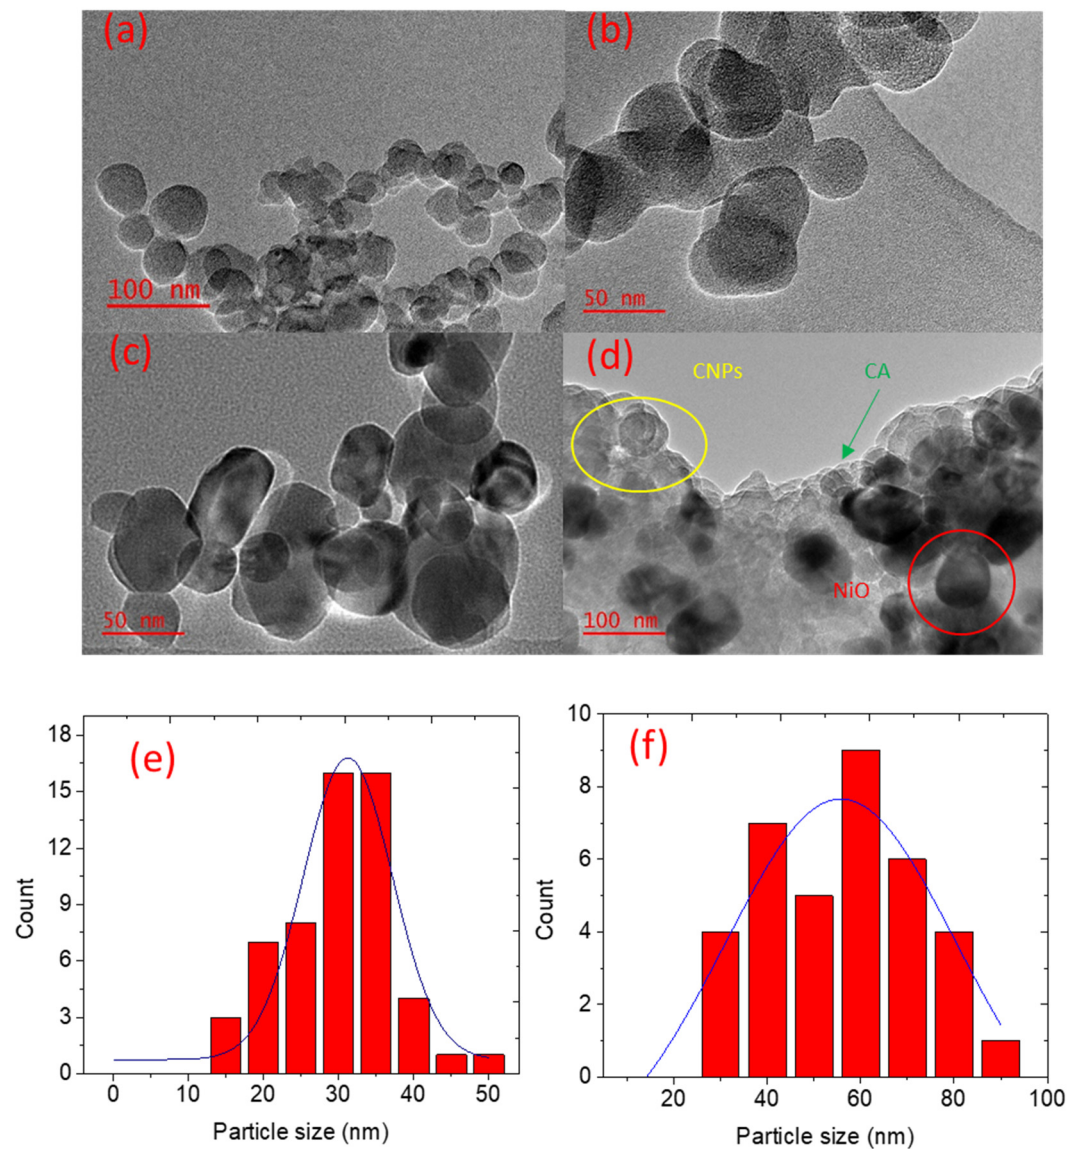 (a)
(b)
100 nm
50 nm
(c)
(d)
CNPs
CA
NiO
50 nm
100 nm
(e)
18
15
12
9
6
3
0
Count
0 10 20 30 40 50
Particle size (nm)
(f)
10
8
6
4
2
0
Count
20 40 60 80 100
Particle size (nm)